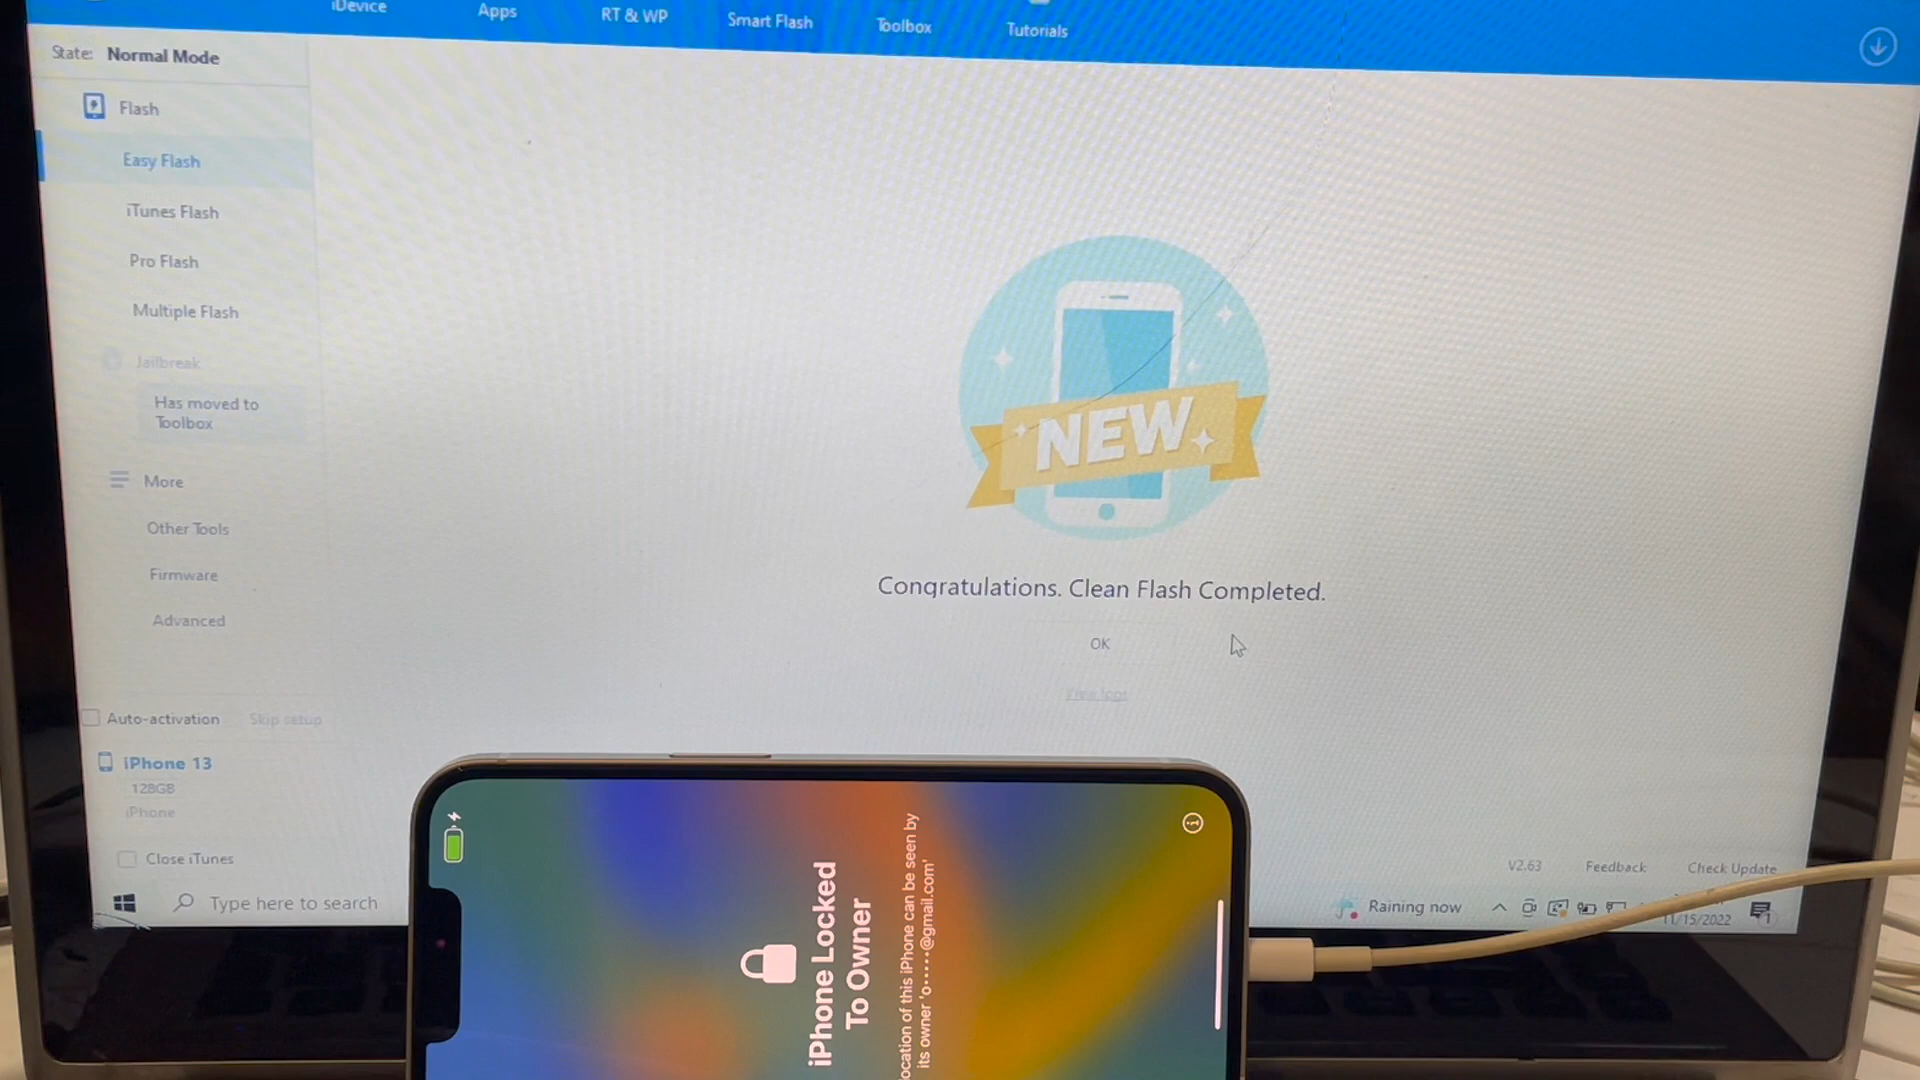 iDevice
Apps
RT & WP
Smart Flash
Toolbox
Tutorials
State: Normal Mode
Flash
Easy Flash
iTunes Flash
Pro Flash
Multiple Flash
Jailbreak
Has moved to
Toolbox
More
Other Tools
Firmware
Advanced
NEW
Congratulations. Clean Flash Completed.
OK
Auto-activation
Skip setup
iPhone 13
128GB
iPhone
Close iTunes
V2.63
Feedback
Check Update
Type here to search
Raining now
11/15/2022
1
iPhone Locked
To Owner
location of this iPhone can be seen by
its owner 'o•••••@gmail.com'